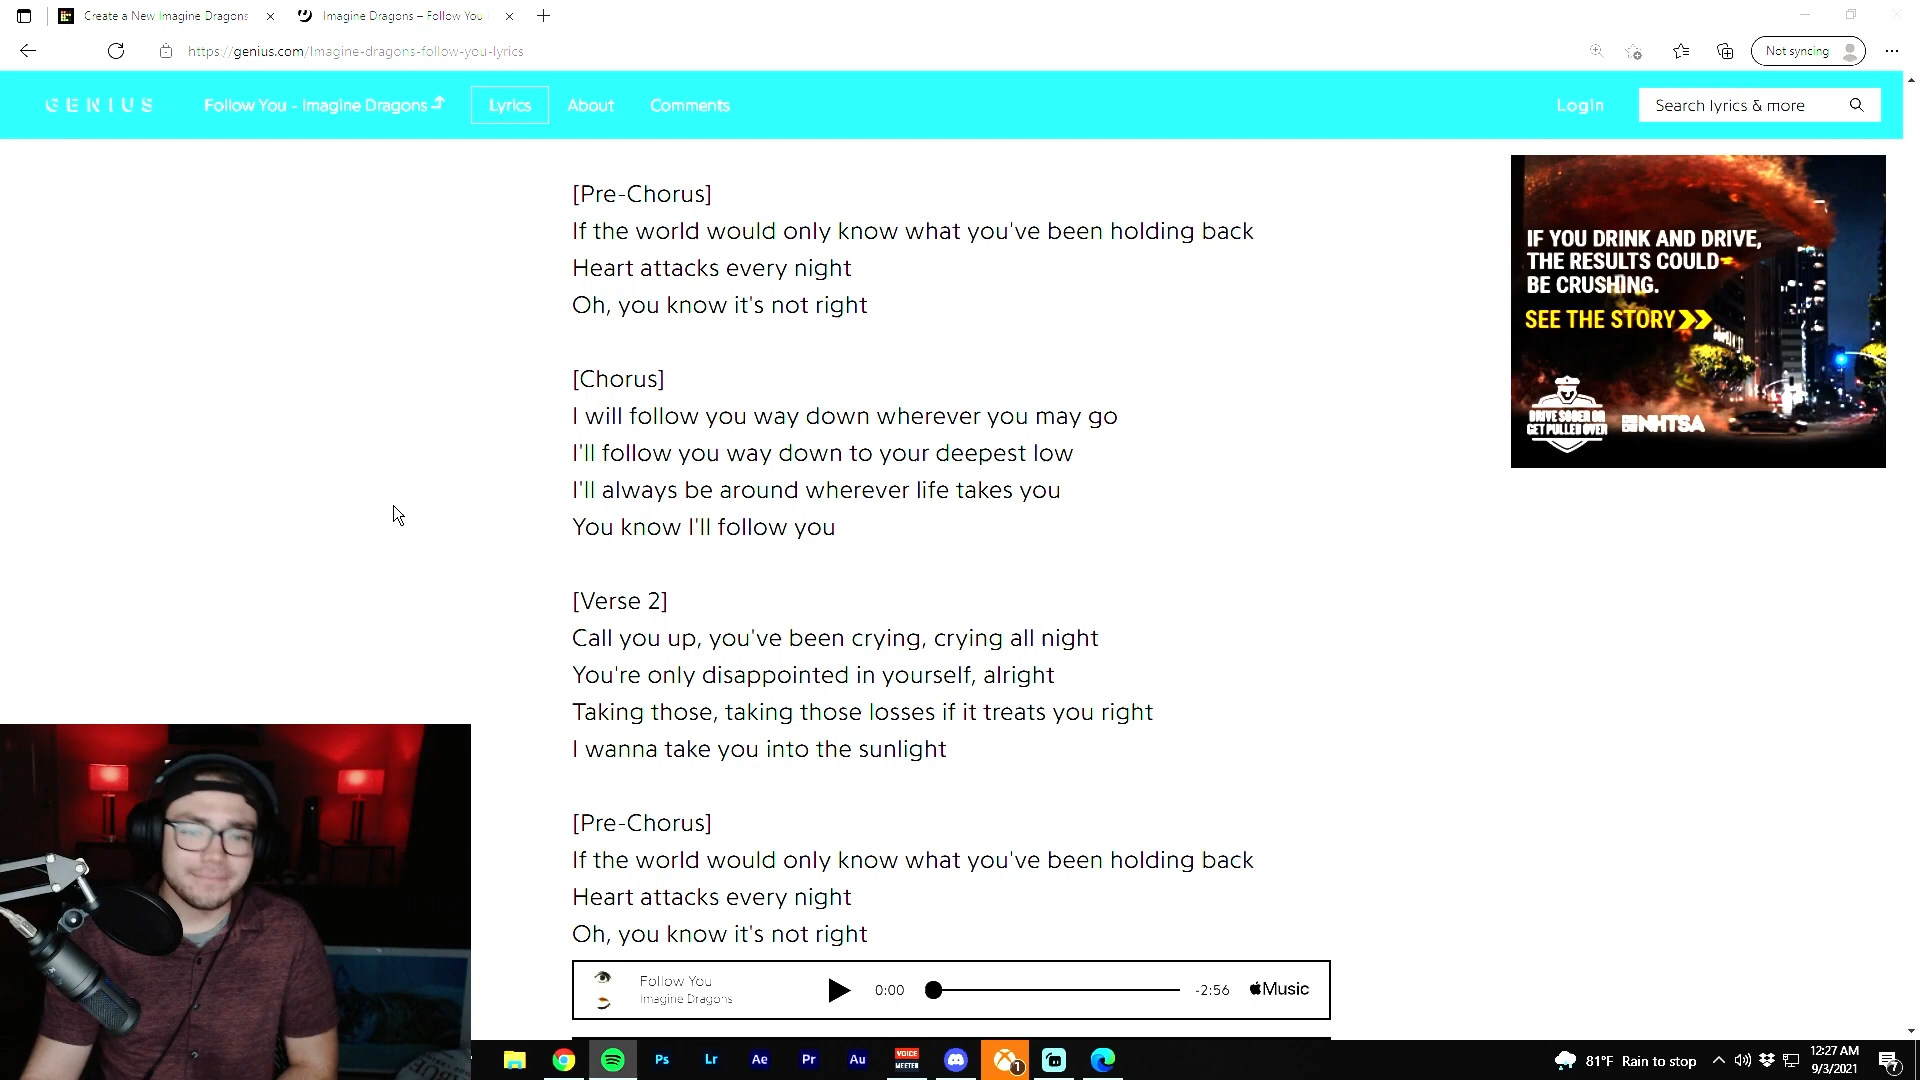 Create a New Imagine Dragons
Imagine Dragons – Follow You
https://genius.com/Imagine-dragons-follow-you-lyrics
Not syncing
GENIUS
Follow You - Imagine Dragons
Lyrics
About
Comments
Login
Search lyrics & more
[Pre-Chorus]
If the world would only know what you've been holding back
Heart attacks every night
Oh, you know it's not right
[Chorus]
I will follow you way down wherever you may go
I'll follow you way down to your deepest low
I'll always be around wherever life takes you
You know I'll follow you
[Verse 2]
Call you up, you've been crying, crying all night
You're only disappointed in yourself, alright
Taking those, taking those losses if it treats you right
I wanna take you into the sunlight
[Pre-Chorus]
If the world would only know what you've been holding back
Heart attacks every night
Oh, you know it's not right
IF YOU DRINK AND DRIVE,
THE RESULTS COULD
BE CRUSHING.
SEE THE STORY
DRIVE SOBER OR
GET PULLED OVER
NHTSA
Follow You
Imagine Dragons
0:00
-2:56
Music
Ps
Lr
Ae
Pr
Au
VOICE
MEETER
1
81°F Rain to stop
12:27 AM
9/3/2021
7